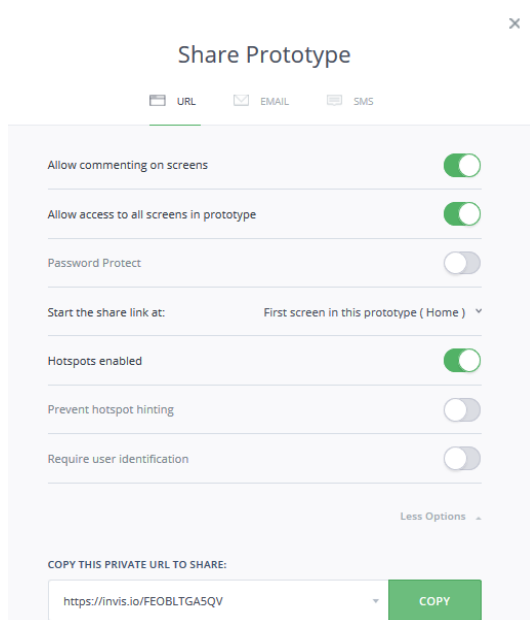 Share Prototype
URL EMAIL SMS
Allow commenting on screens
Allow access to all screens in prototype
Password Protect
Start the share link at: First screen in this prototype ( Home )
Hotspots enabled
Prevent hotspot hinting
Require user identification
Less Options
COPY THIS PRIVATE URL TO SHARE:
https://invis.io/FEOBLTGA5QV COPY